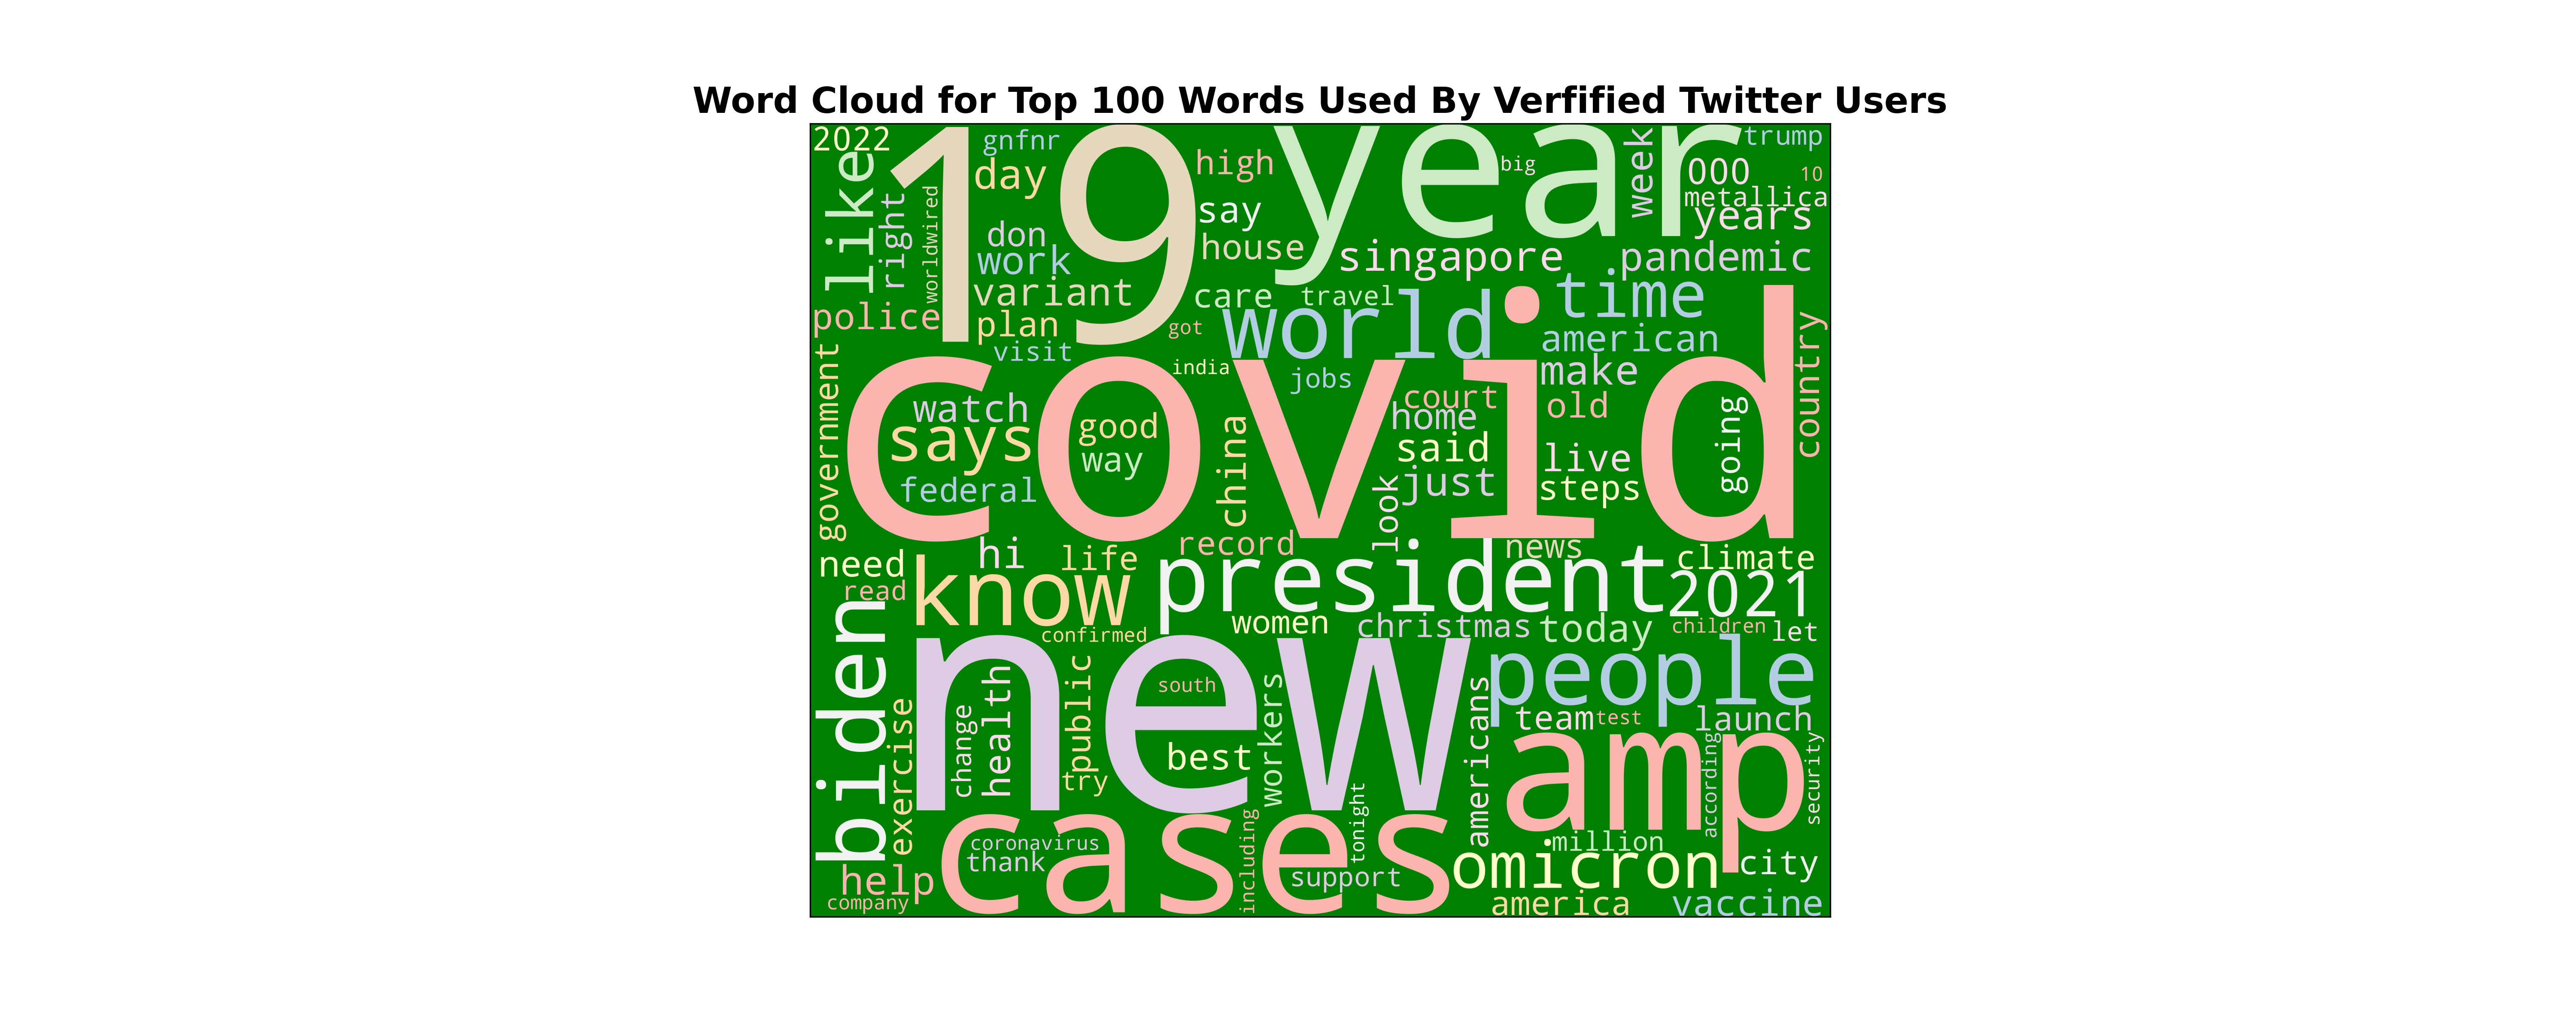 Word Cloud for Top 100 Words Used By Verfified Twitter Users
2022
gnfnr
19
year
trump
like
day
high
big
week
000
10
metallica
right
worldwired
say
years
don
house
work
singapore
pandemic
variant
care
travel
time
police
plan
got
world
american
country
visit
india
jobs
make
government
covid
watch
court
old
going
says
good
home
way
china
said
live
federal
look
just
steps
need
hi
life
record
news
climate
read
know
president
2021
biden
confirmed
women
christmas
today
children
let
new
people
exercise
change
health
public
south
workers
americans
team
test
launch
best
try
amp
according
security
cases
coronavirus
thank
including
tonight
million
omicron
city
help
support
company
america
vaccine